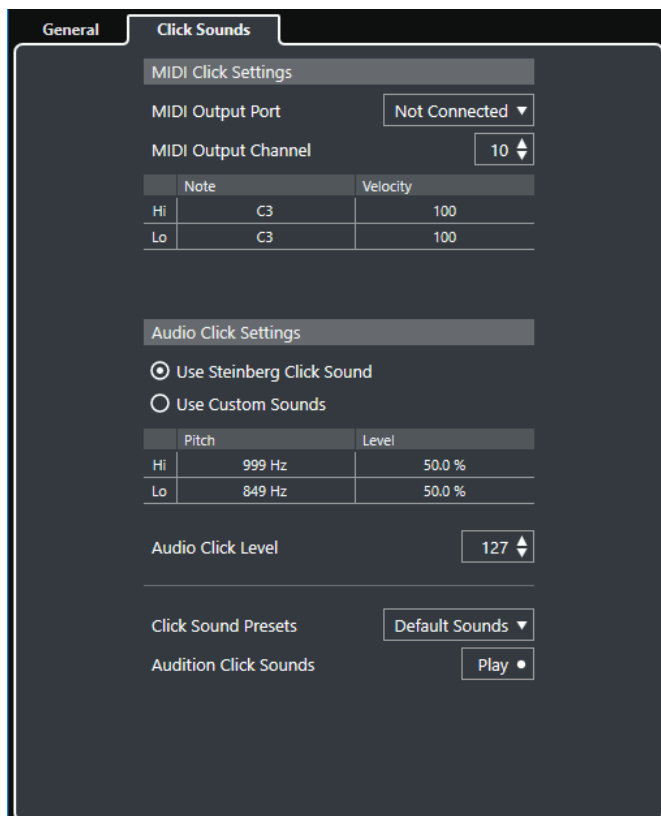 General Click Sounds
MIDI Click Settings
MIDI Output Port Not Connected
MIDI Output Channel 10
Note Velocity
Hi C3 100
Lo C3 100
Audio Click Settings
Use Steinberg Click Sound
Use Custom Sounds
Pitch Level
Hi 999 Hz 50.0 %
Lo 849 Hz 50.0 %
Audio Click Level 127
Click Sound Presets Default Sounds
Audition Click Sounds Play